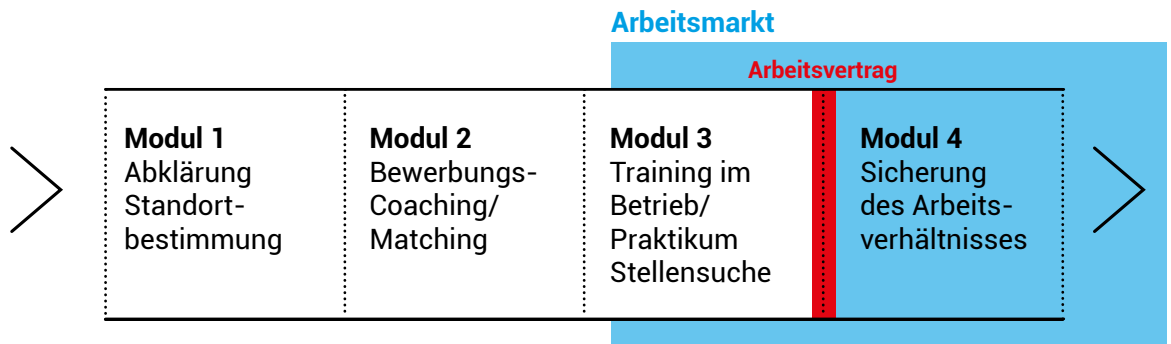 Arbeitsmarkt
Arbeitsvertrag
Modul 1
Abklärung
Standort-
bestimmung
Modul 2
Bewerbungs-
Coaching/
Matching
Modul 3
Training im
Betrieb/
Praktikum
Stellensuche
Modul 4
Sicherung
des Arbeits-
verhältnisses